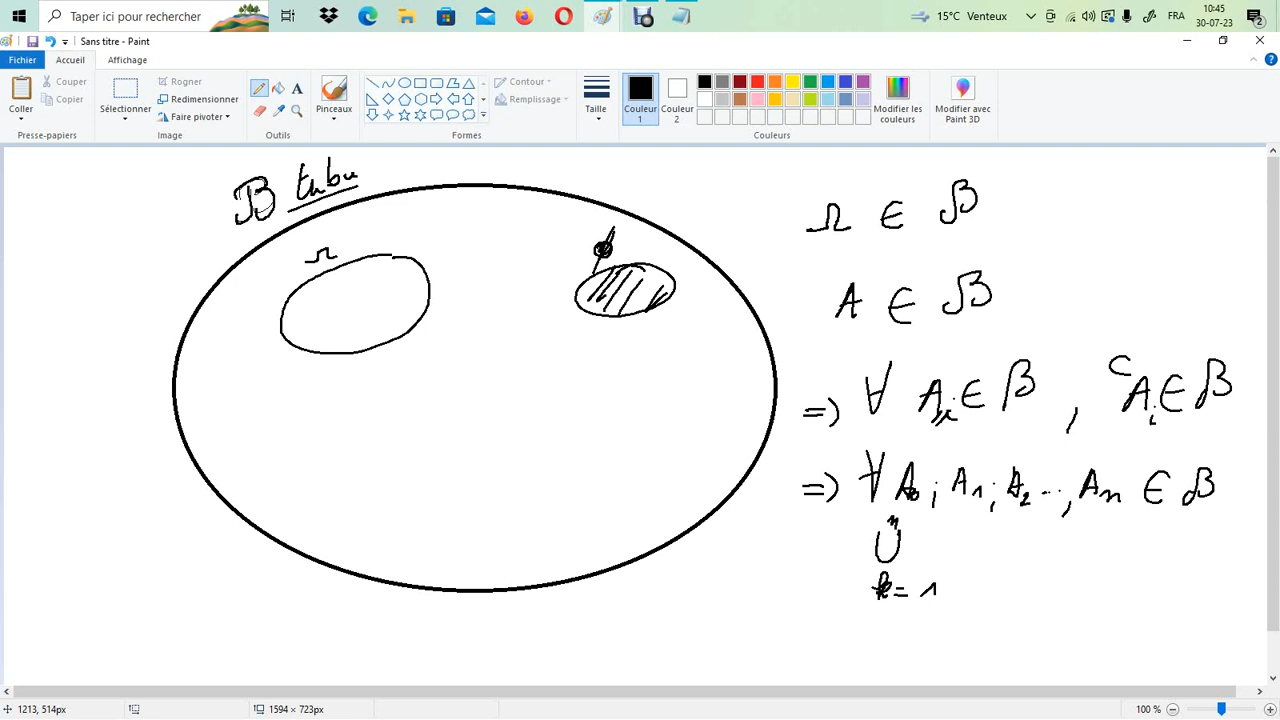 Taper ici pour rechercher
15°C Venteux
FRA
10:45
30-07-23
2
Sans titre - Paint
Fichier Accueil Affichage
Coller
Couper
Copier
Presse-papiers
Sélectionner
Rogner
Redimensionner
Faire pivoter
Image
A
Outils
Pinceaux
Contour
Remplissage
Formes
Taille
Couleur 1
Couleur 2
Couleurs
Modifier les couleurs
Modifier avec Paint 3D
B tribu
Ω
Ω ∈ B
A ∈ B
=) ∀ Ai ∈ B , ᶜAi ∈ B
=) ∀ A0 ; A1 ; A2 ..., An ∈ B
n
∪
k = 1
1213, 514px
1594 × 723px
100 %